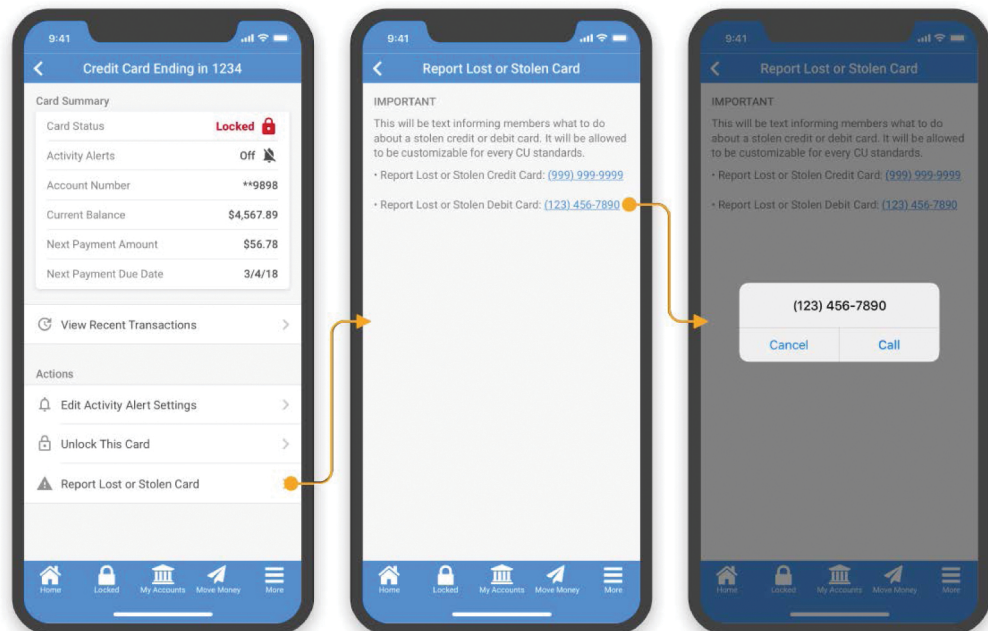 9:41
Credit Card Ending in 1234
Card Summary
Card Status Locked
Activity Alerts Off
Account Number **9898
Current Balance $4,567.89
Next Payment Amount $56.78
Next Payment Due Date 3/4/18
View Recent Transactions
Actions
Edit Activity Alert Settings
Unlock This Card
Report Lost or Stolen Card
Home Locked My Accounts Move Money More
9:41
Report Lost or Stolen Card
IMPORTANT
This will be text informing members what to do
about a stolen credit or debit card. It will be allowed
to be customizable for every CU standards.
• Report Lost or Stolen Credit Card: (999) 999-9999
• Report Lost or Stolen Debit Card: (123) 456-7890
Home Locked My Accounts Move Money More
9:41
Report Lost or Stolen Card
IMPORTANT
This will be text informing members what to do
about a stolen credit or debit card. It will be allowed
to be customizable for every CU standards.
• Report Lost or Stolen Credit Card: (999) 999-9999
• Report Lost or Stolen Debit Card: (123) 456-7890
(123) 456-7890
Cancel Call
Home Locked My Accounts Move Money More